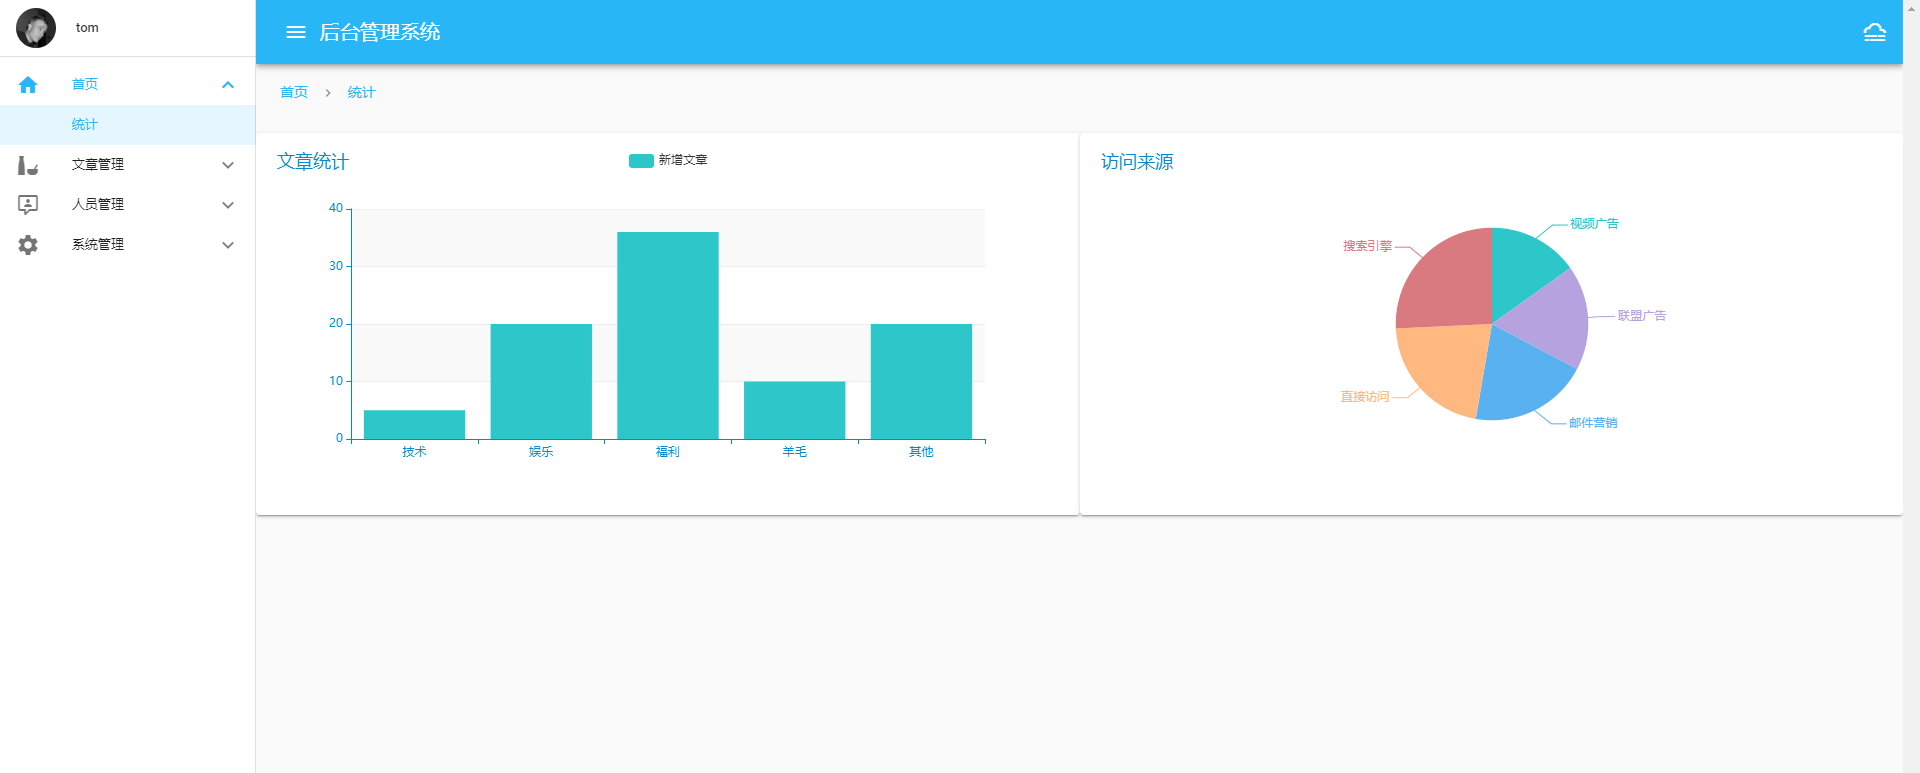 tom
首页
统计
文章管理
人员管理
系统管理
后台管理系统
首页 › 统计
文章统计
新增文章
40
30
20
10
0
技术 娱乐 福利 羊毛 其他
访问来源
视频广告
搜索引擎
联盟广告
直接访问
邮件营销